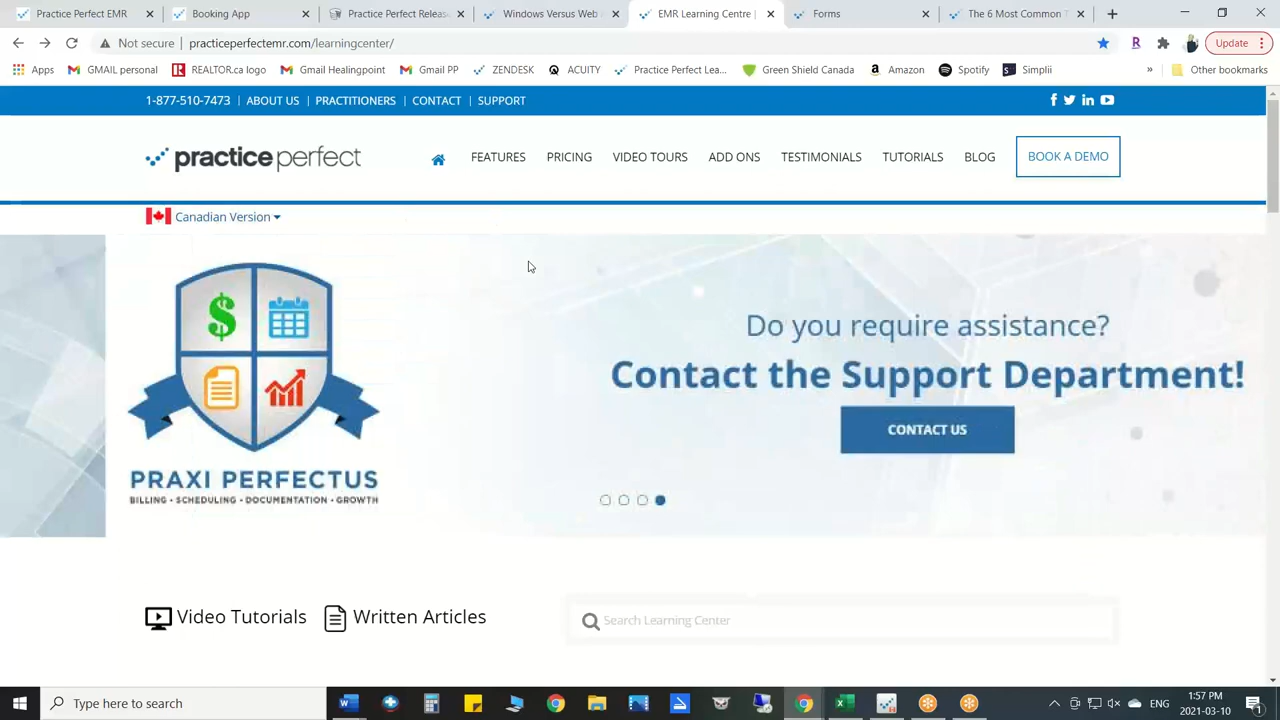 Practice Perfect EMR
Booking App
Practice Perfect Releas
Windows Versus Web
EMR Learning Centre |
Forms
The 6 Most Common T
Not secure | practiceperfectemr.com/learningcenter/
Update
Apps
GMAIL personal
REALTOR.ca.logo
Gmail Healingpoint
Gmail PP
ZENDESK
ACUITY
Practice Perfect Lea...
Green Shield Canada
Amazon
Spotify
Simplii
»
Other bookmarks
1-877-510-7473 | ABOUT US | PRACTITIONERS | CONTACT | SUPPORT
practice perfect
FEATURES
PRICING
VIDEO TOURS
ADD ONS
TESTIMONIALS
TUTORIALS
BLOG
BOOK A DEMO
Canadian Version
Do you require assistance?
Contact the Support Department!
CONTACT US
PRAXI PERFECTUS
BILLING • SCHEDULING • DOCUMENTATION • GROWTH
Video Tutorials
Written Articles
Search Learning Center
Type here to search
ENG
1:57 PM
2021-03-10